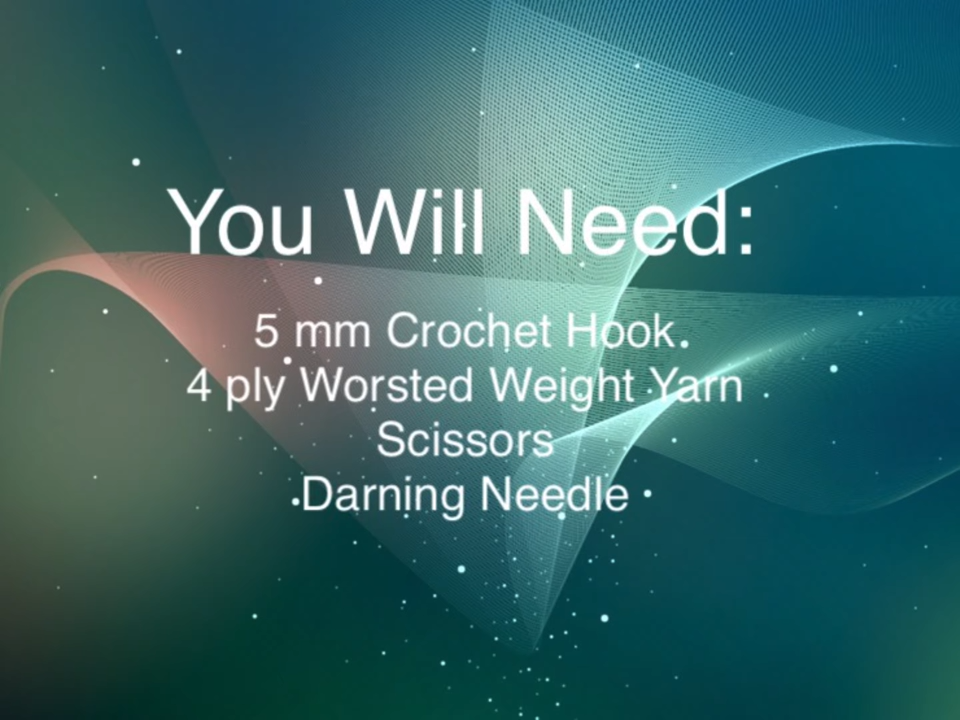 You Will Need:
5 mm Crochet Hook
4 ply Worsted Weight Yarn
Scissors
Darning Needle